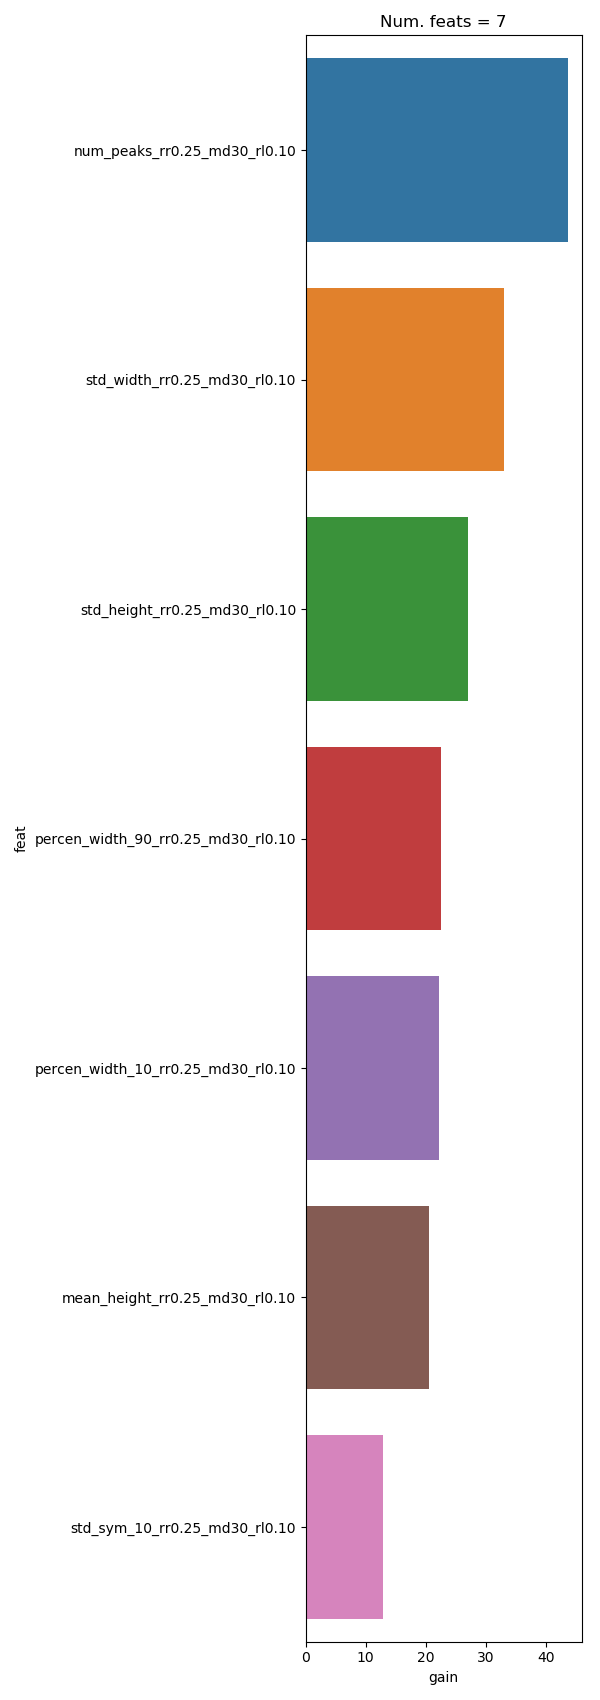 Num. feats = 7
num_peaks_rr0.25_md30_rl0.10
std_width_rr0.25_md30_rl0.10
std_height_rr0.25_md30_rl0.10
percen_width_90_rr0.25_md30_rl0.10
percen_width_10_rr0.25_md30_rl0.10
mean_height_rr0.25_md30_rl0.10
std_sym_10_rr0.25_md30_rl0.10
feat
0 10 20 30 40
gain